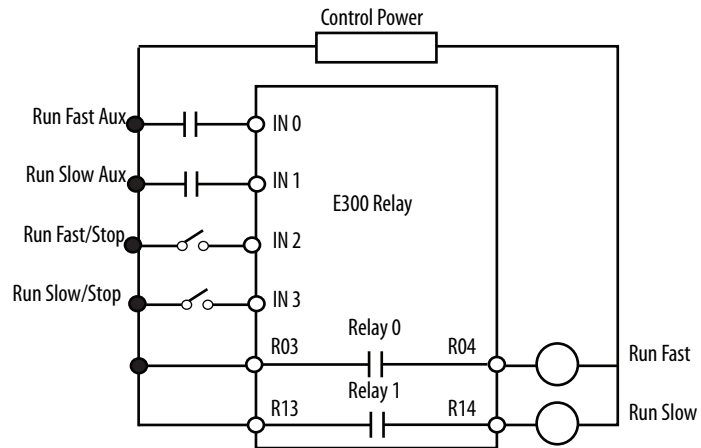 Control Power
Run Fast Aux
IN 0
Run Slow Aux
IN 1
E300 Relay
Run Fast/Stop
IN 2
Run Slow/Stop
IN 3
Relay 0
R03
R04
Run Fast
Relay 1
R13
R14
Run Slow